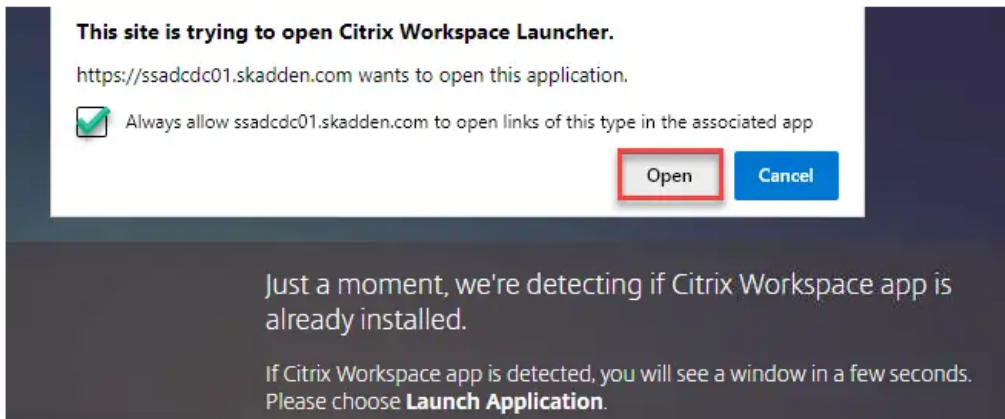 This site is trying to open Citrix Workspace Launcher.
https://ssadcdc01.skadden.com wants to open this application.
Always allow ssadcdc01.skadden.com to open links of this type in the associated app
Open Cancel
Just a moment, we're detecting if Citrix Workspace app is
already installed.
If Citrix Workspace app is detected, you will see a window in a few seconds.
Please choose Launch Application.